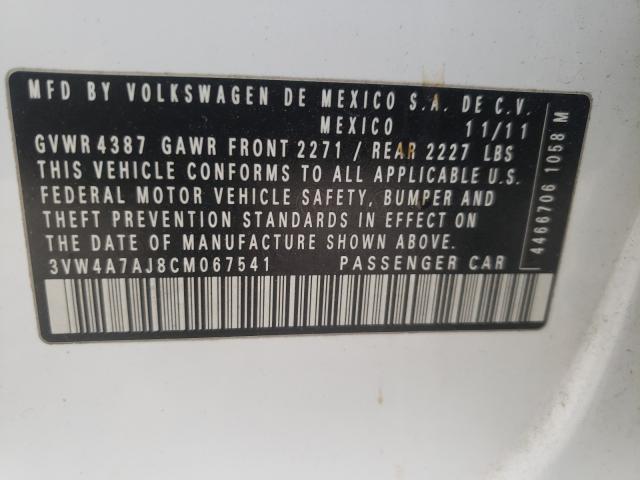 MFD BY VOLKSWAGEN DE MEXICO S.A. DE C.V.
MEXICO 11/11
GVWR 4387 GAWR FRONT 2271 / REAR 2227 LBS
THIS VEHICLE CONFORMS TO ALL APPLICABLE U.S.
FEDERAL MOTOR VEHICLE SAFETY, BUMPER AND
THEFT PREVENTION STANDARDS IN EFFECT ON
THE DATE OF MANUFACTURE SHOWN ABOVE.
3VW4A7AJ8CM067541 PASSENGER CAR
4466706 1058 M